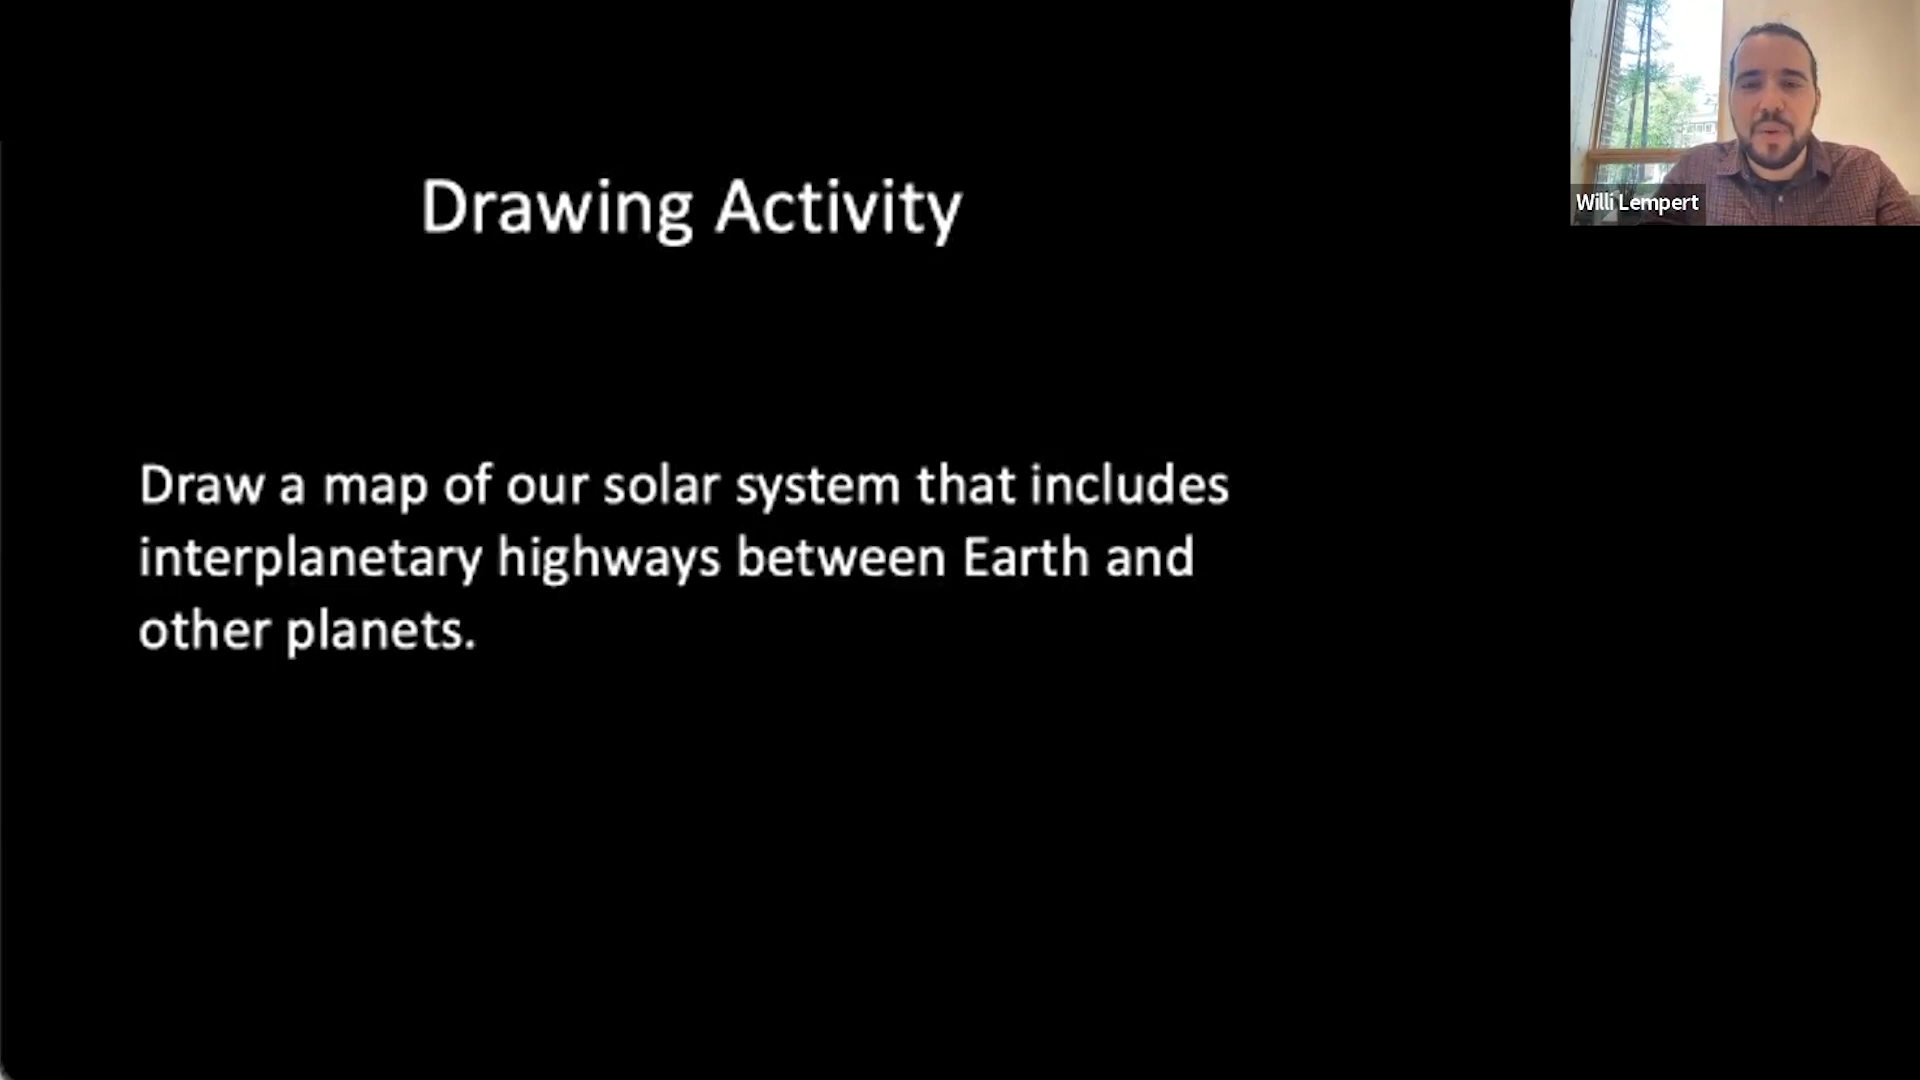 Drawing Activity
Willi Lempert
Draw a map of our solar system that includes
interplanetary highways between Earth and
other planets.